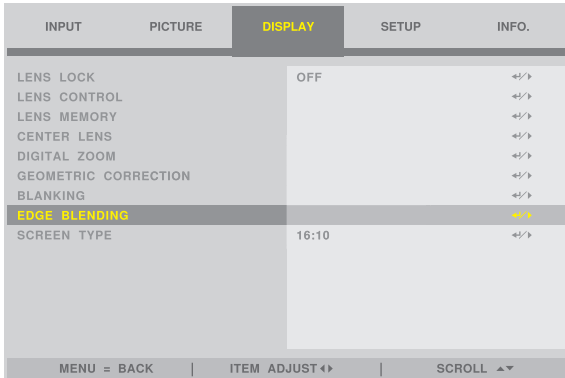 INPUT PICTURE DISPLAY SETUP INFO.
LENS LOCK OFF
LENS CONTROL
LENS MEMORY
CENTER LENS
DIGITAL ZOOM
GEOMETRIC CORRECTION
BLANKING
EDGE BLENDING
SCREEN TYPE 16:10
MENU = BACK | ITEM ADJUST | SCROLL